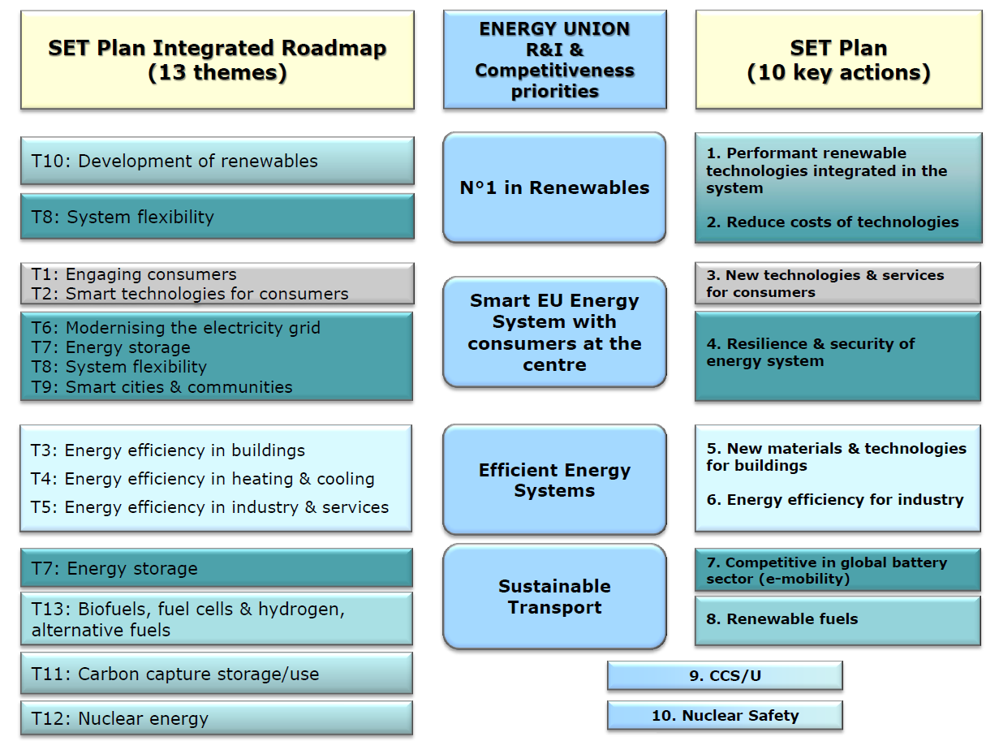 SET Plan Integrated Roadmap
(13 themes)
ENERGY UNION
R&I &
Competitiveness
priorities
SET Plan
(10 key actions)
T10: Development of renewables
T8: System flexibility
N°1 in Renewables
1. Performant renewable
technologies integrated in the
system
2. Reduce costs of technologies
T1: Engaging consumers
T2: Smart technologies for consumers
T6: Modernising the electricity grid
T7: Energy storage
T8: System flexibility
T9: Smart cities & communities
Smart EU Energy
System with
consumers at the
centre
3. New technologies & services
for consumers
4. Resilience & security of
energy system
T3: Energy efficiency in buildings
T4: Energy efficiency in heating & cooling
T5: Energy efficiency in industry & services
Efficient Energy
Systems
5. New materials & technologies
for buildings
6. Energy efficiency for industry
T7: Energy storage
T13: Biofuels, fuel cells & hydrogen,
alternative fuels
Sustainable
Transport
7. Competitive in global battery
sector (e-mobility)
8. Renewable fuels
T11: Carbon capture storage/use
9. CCS/U
T12: Nuclear energy
10. Nuclear Safety